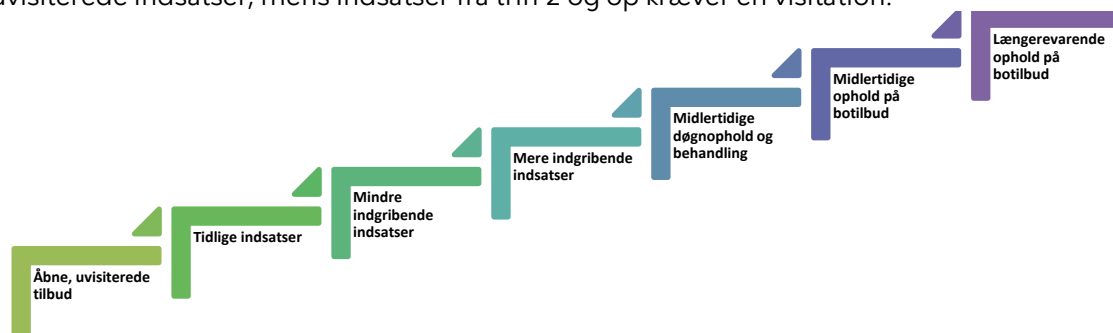 uvisiterede indsatser, mens indsatser fra trin 2 og op kræver en visitation.
Åbne, uvisiterede
tilbud
Tidlige indsatser
Mindre
indgribende
indsatser
Mere indgribende
indsatser
Midlertidige
døgnophold og
behandling
Midlertidige
ophold på
botilbud
Længerevarende
ophold på
botilbud